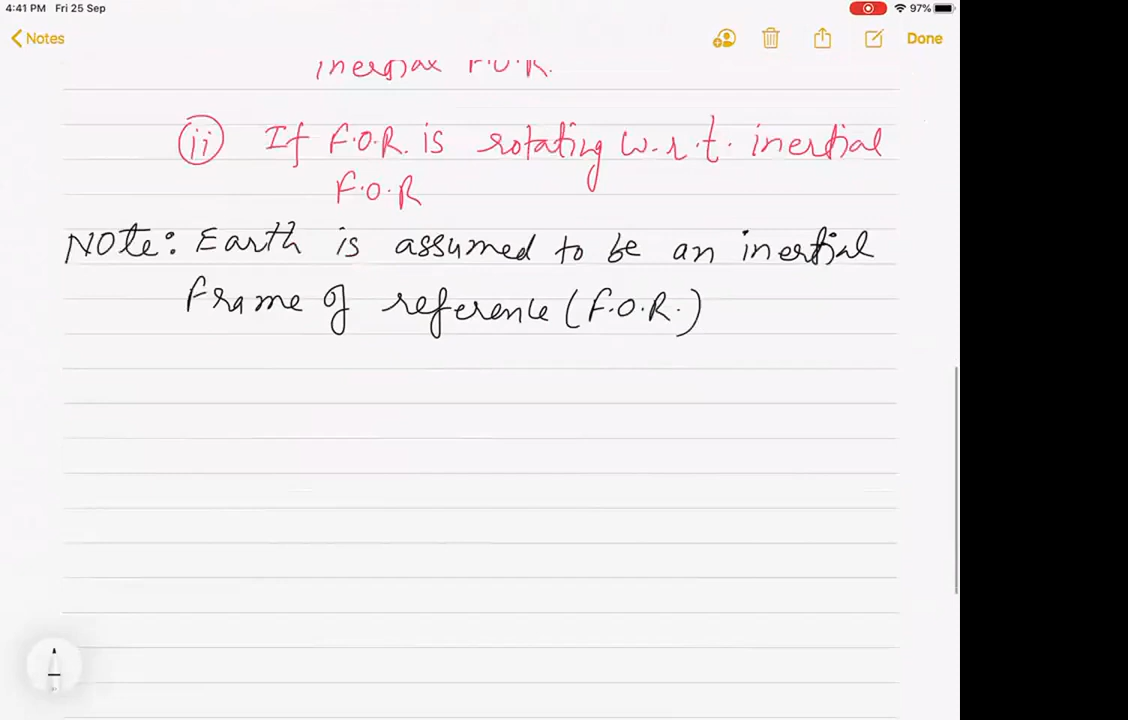 4:41 PM Fri 25 Sep
97%
Notes
Done
inertial F.O.R.
(ii) If F.O.R. is rotating w.r.t. inertial
F.O.R
NOte: Earth is assumed to be an inertial
Frame of reference (F.O.R.)